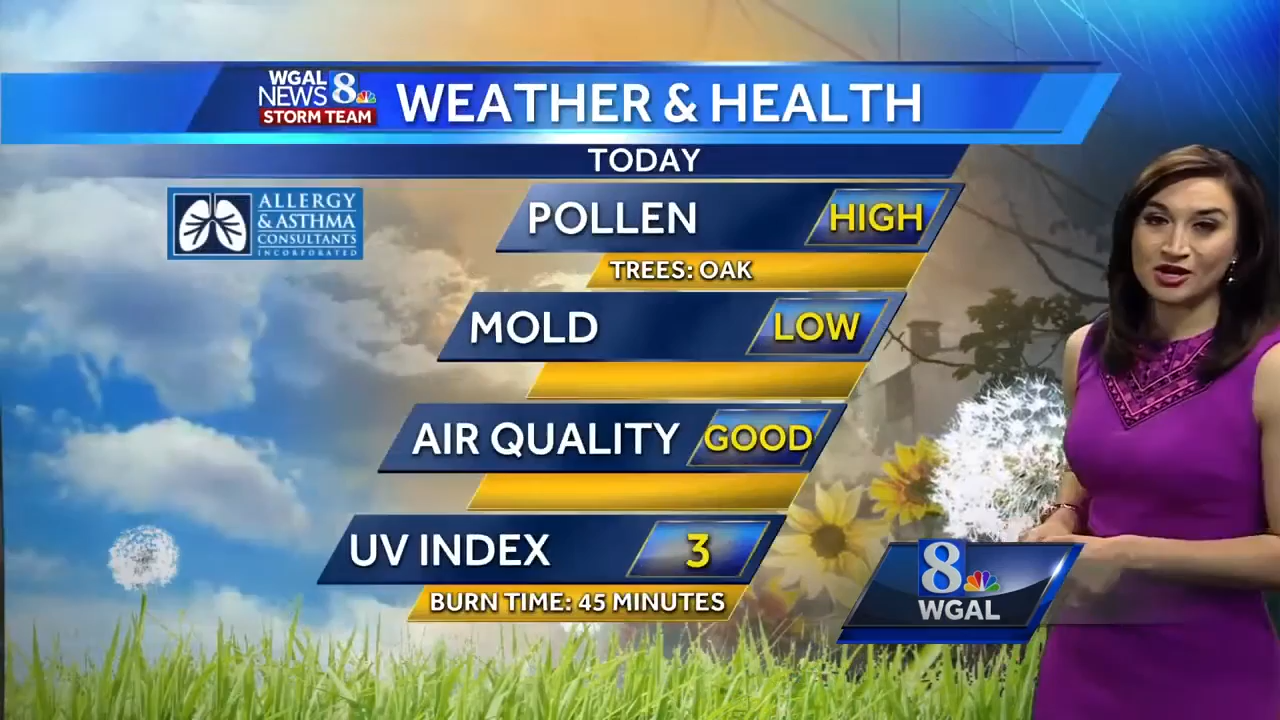 WGAL
NEWS 8
STORM TEAM
WEATHER & HEALTH
TODAY
ALLERGY
& ASTHMA
CONSULTANTS
INCORPORATED
POLLEN HIGH
TREES: OAK
MOLD LOW
AIR QUALITY GOOD
UV INDEX 3
BURN TIME: 45 MINUTES
8
WGAL